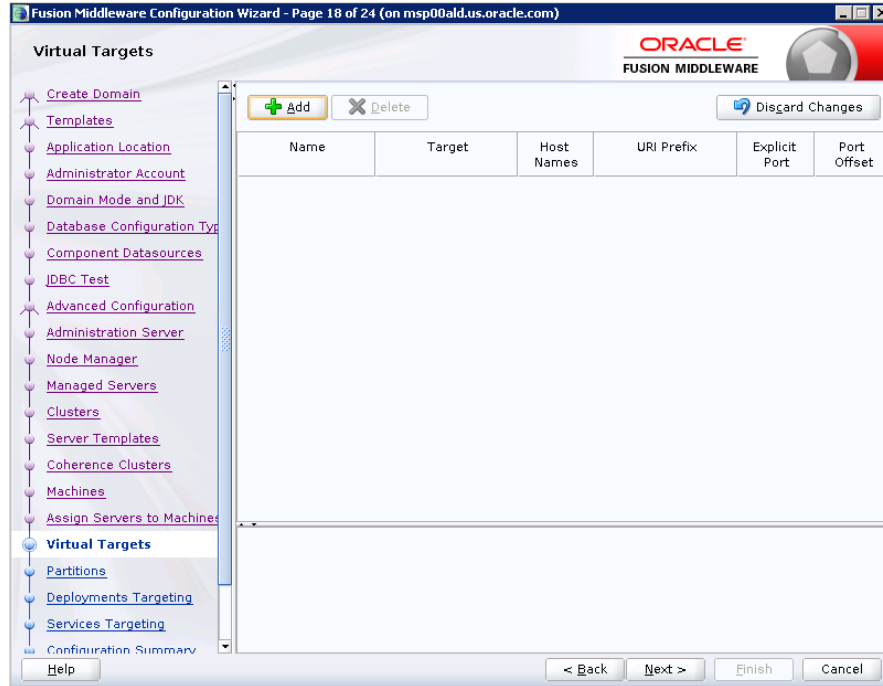 Fusion Middleware Configuration Wizard - Page 18 of 24 (on msp00ald.us.oracle.com)
Virtual Targets
ORACLE
FUSION MIDDLEWARE
Create Domain
Templates
Application Location
Administrator Account
Domain Mode and JDK
Database Configuration Typ
Component Datasources
JDBC Test
Advanced Configuration
Administration Server
Node Manager
Managed Servers
Clusters
Server Templates
Coherence Clusters
Machines
Assign Servers to Machines
Virtual Targets
Partitions
Deployments Targeting
Services Targeting
Configuration Summary
Add Delete Discard Changes
Name Target Host Names URI Prefix Explicit Port Port Offset
Help < Back Next > Finish Cancel